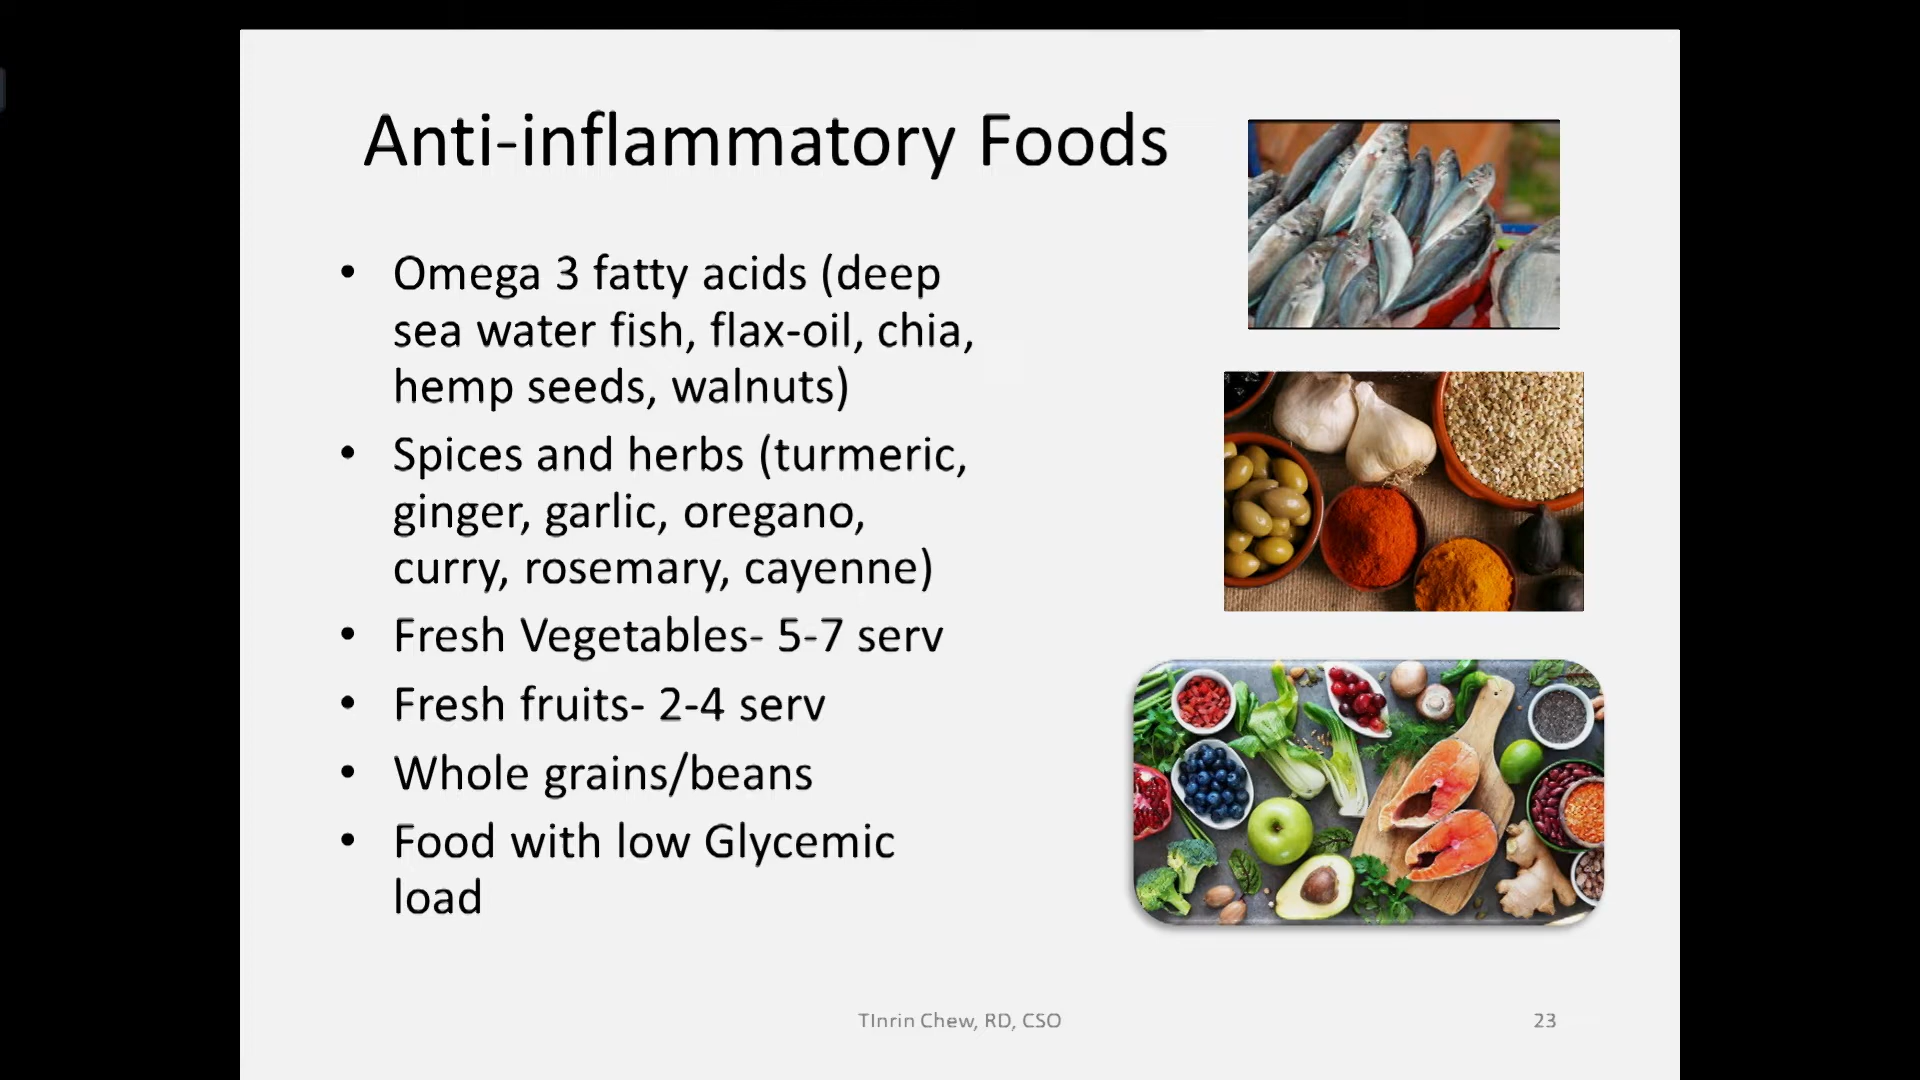 Anti-inflammatory Foods
• Omega 3 fatty acids (deep
sea water fish, flax-oil, chia,
hemp seeds, walnuts)
• Spices and herbs (turmeric,
ginger, garlic, oregano,
curry, rosemary, cayenne)
• Fresh Vegetables- 5-7 serv
• Fresh fruits- 2-4 serv
• Whole grains/beans
• Food with low Glycemic
load
TInrin Chew, RD, CSO
23